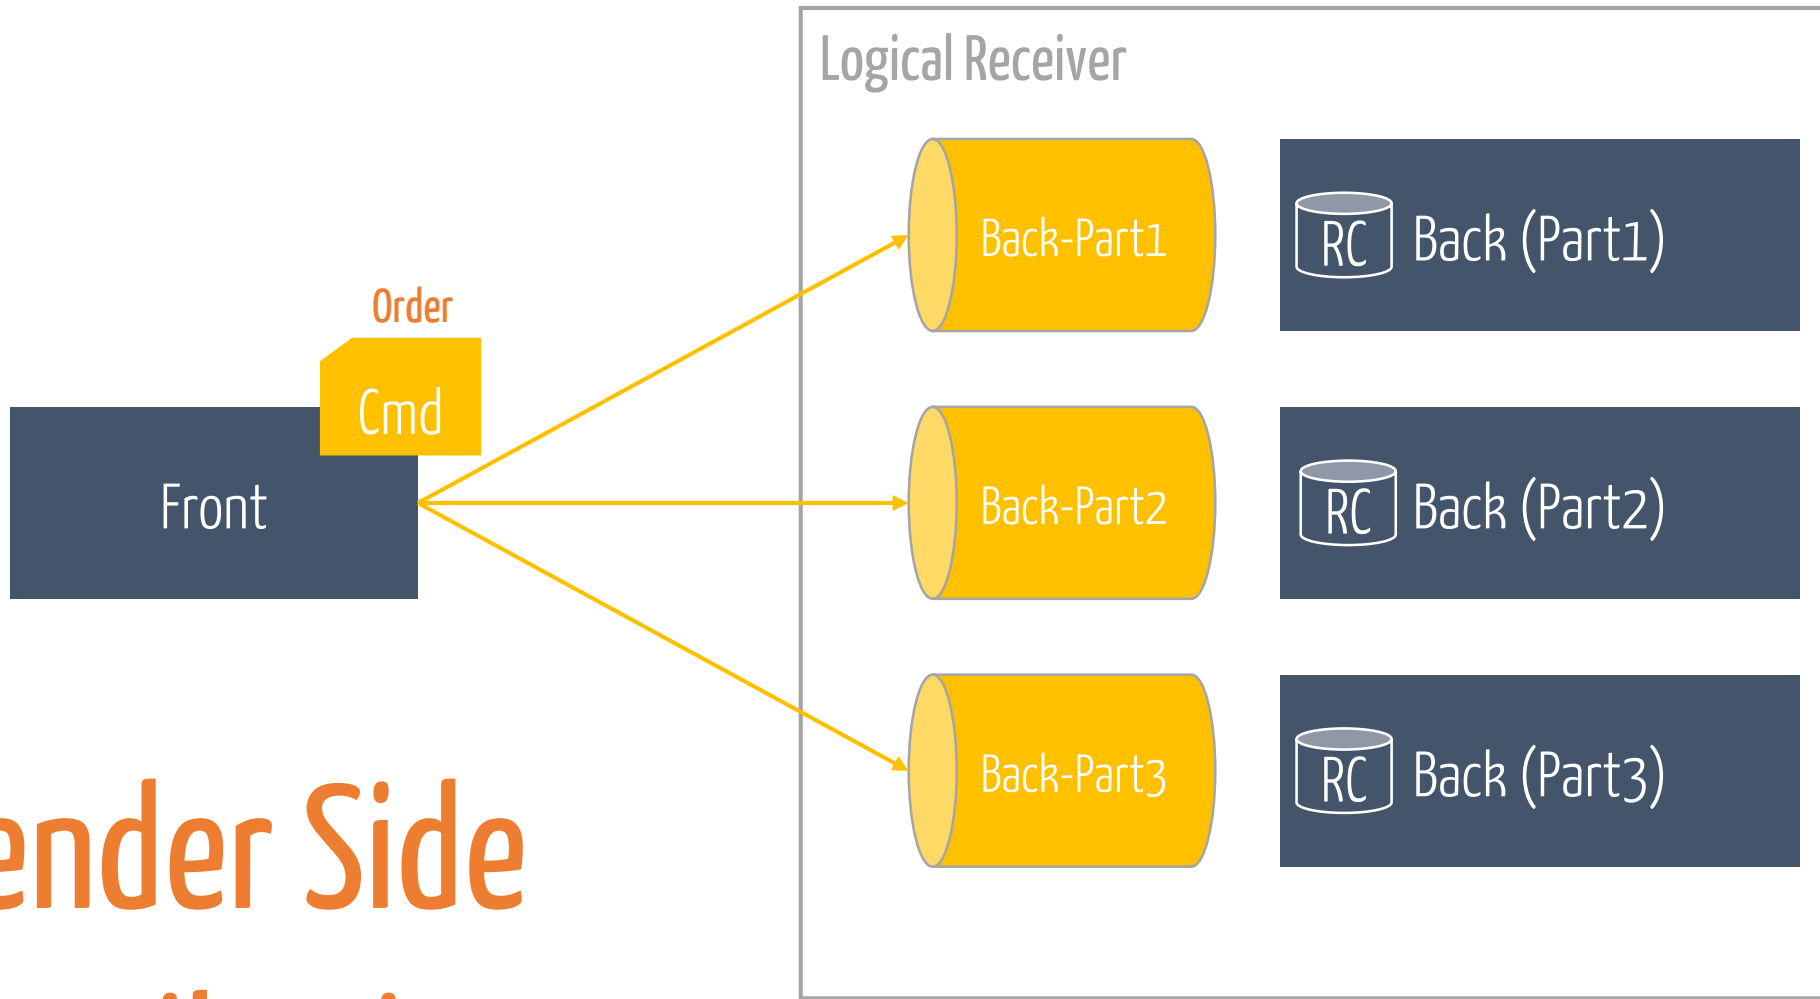 Logical Receiver
Back-Part1
RC Back (Part1)
Order
Cmd
Front
Back-Part2
RC Back (Part2)
Back-Part3
RC Back (Part3)
ender Side